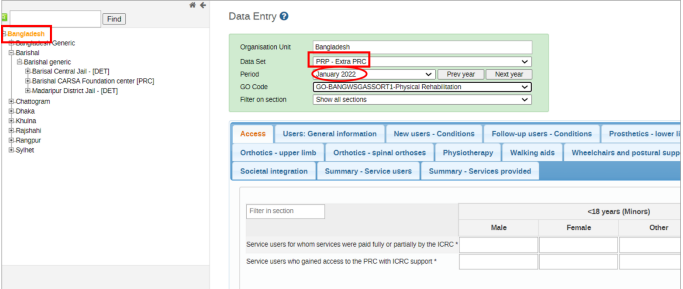 Find
Bangladesh
Bangladesh Generic
Barishal
Barishal generic
Barisal Central Jail - [DET]
Barishal CARSA Foundation center [PRC]
Madaripur District Jail - [DET]
Chattogram
Dhaka
Khulna
Rajshahi
Rangpur
Sylhet
Data Entry ?
Organisation Unit Bangladesh
Data Set PRP - Extra PRC
Period January 2022 Prev year Next year
GO Code GO-BANGWSGASSORT1-Physical Rehabilitation
Filter on section Show all sections
Access Users: General information New users - Conditions Follow-up users - Conditions Prosthetics - lower li
Orthotics - upper limb Orthotics - spinal orthoses Physiotherapy Walking aids Wheelchairs and postural supp
Societal integration Summary - Service users Summary - Services provided
Filter in section <18 years (Minors)
Male Female Other
Service users for whom services were paid fully or partially by the ICRC *
Service users who gained access to the PRC with ICRC support *